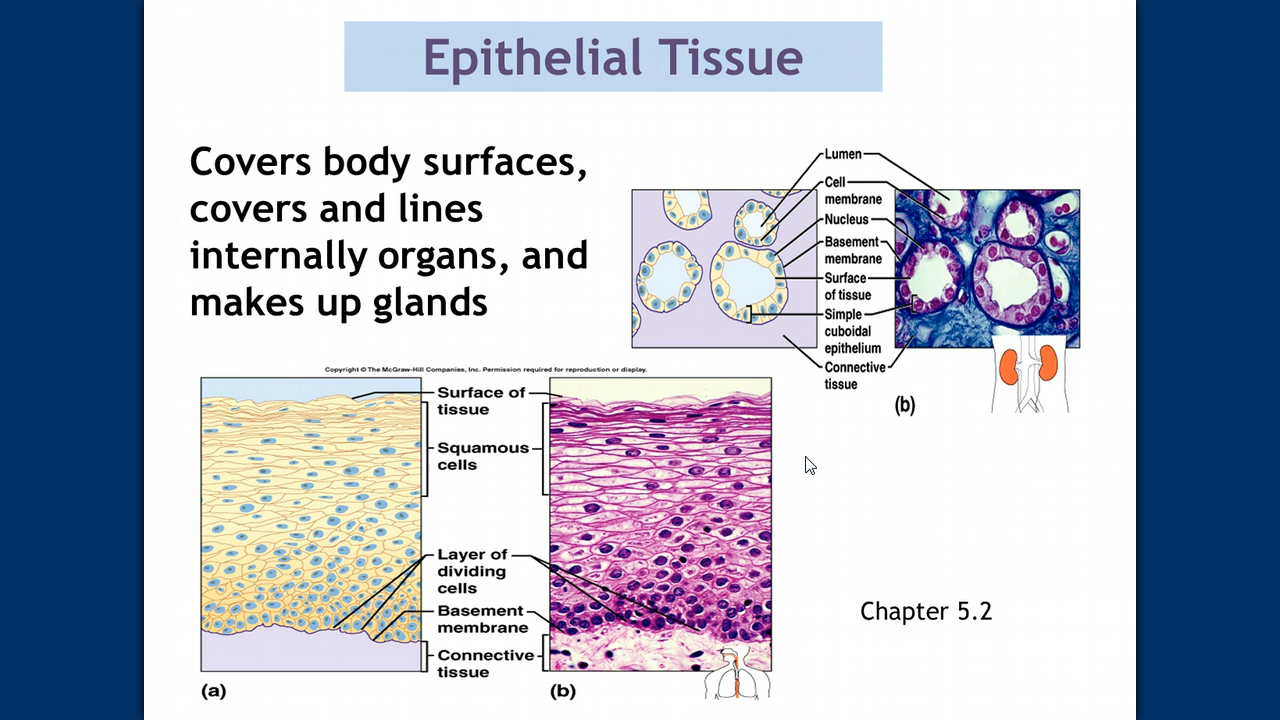 Epithelial Tissue
Covers body surfaces,
covers and lines
internally organs, and
makes up glands
Lumen
Cell
membrane
Nucleus
Basement
membrane
Surface
of tissue
Simple
cuboidal
epithelium
Connective
tissue
(b)
Copyright © The McGraw-Hill Companies, Inc. Permission required for reproduction or display.
Surface of
tissue
Squamous
cells
Layer of
dividing
cells
Basement
membrane
Connective
tissue
(a)
(b)
Chapter 5.2